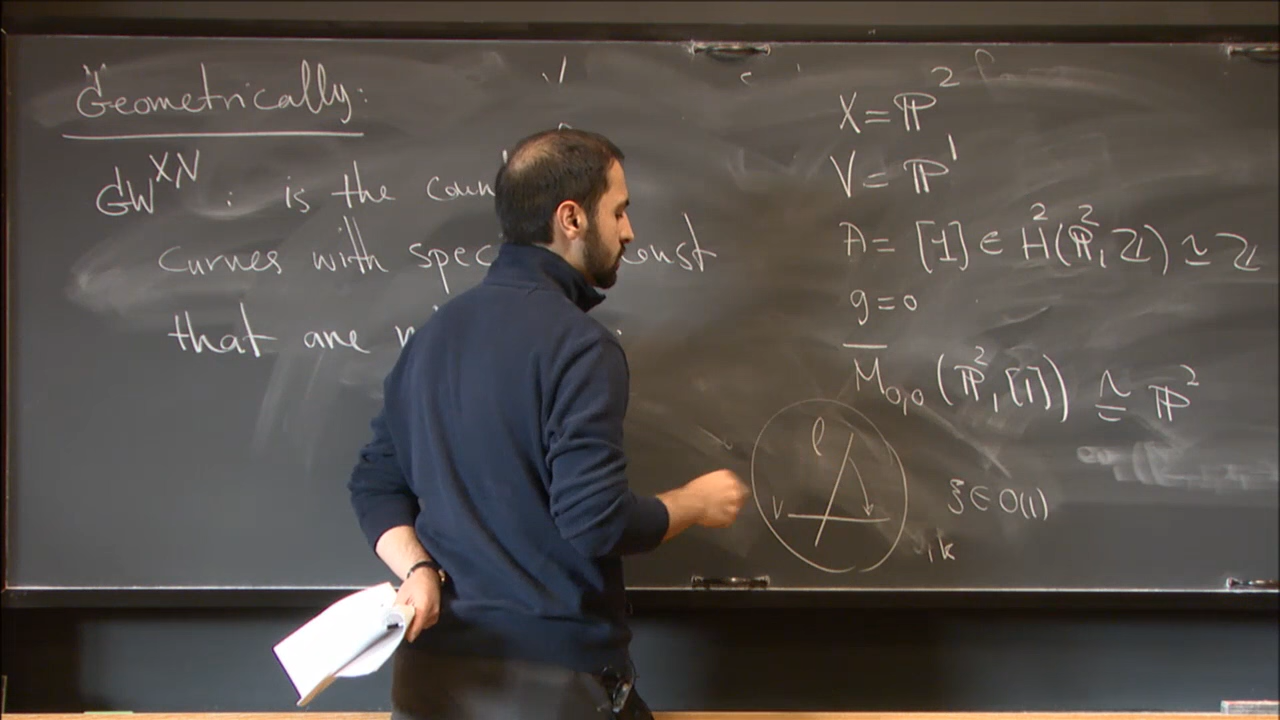 Geometrically:
GW^{X,V} : is the coun
curves with spec const
that are n
X = ℙ²
V = ℙ¹
A = [1] ∈ H²(ℙ², ℤ) ≃ ℤ
g = 0
M̅_{0,0}(ℙ², [1]) ≅ ℙ²
ℓ
V
ξ ∈ O(1)